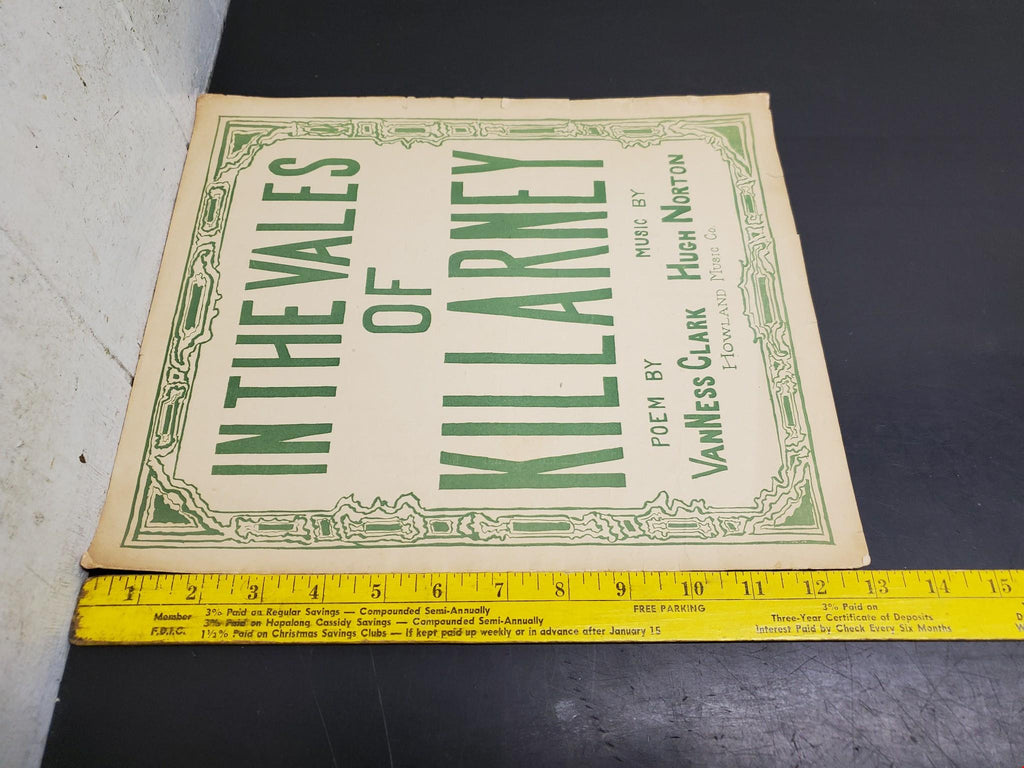 IN THE VALES
OF
KILLARNEY
POEM BY
MUSIC BY
VANNESS CLARK
HUGH NORTON
HOWLAND MUSIC CO.
1 2 3 4 5 6 7 8 9 10 11 12 13 14 15
Member
F.D.I.C.
3% Paid on Regular Savings — Compounded Semi-Annually
3% Paid on Hopalong Cassidy Savings — Compounded Semi-Annually
1½% Paid on Christmas Savings Clubs — If kept paid up weekly or in advance after January 15
FREE PARKING
3% Paid on
Three-Year Certificate of Deposits
Interest Paid by Check Every Six Months